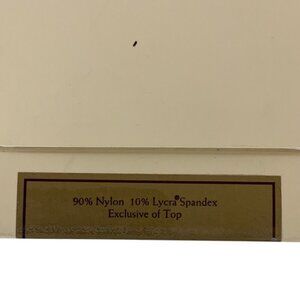 90% Nylon 10% Lycra® Spandex
Exclusive of Top